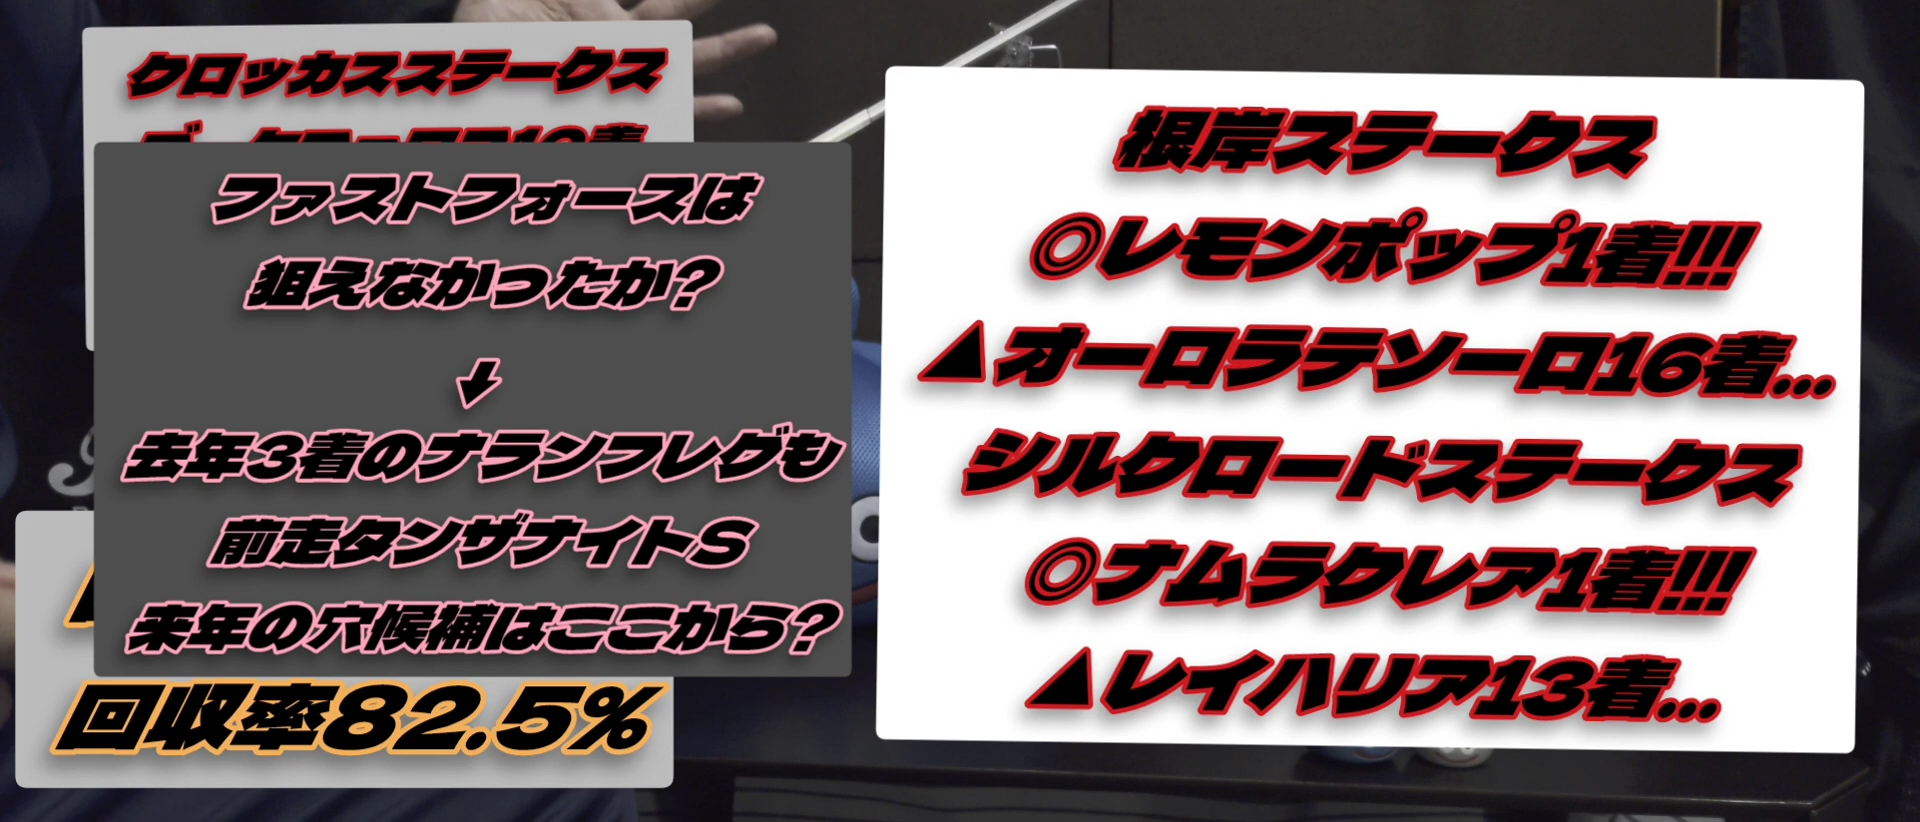 クロッカスステークス
ファストフォースは
狙えなかったか?
↓
去年3着のナランフレグも
前走タンザナイトS
来年の穴候補はここから?
回収率82.5%
根岸ステークス
◎レモンポップ1着!!!
▲オーロラテソーロ16着...
シルクロードステークス
◎ナムラクレア1着!!!
▲レイハリア13着...